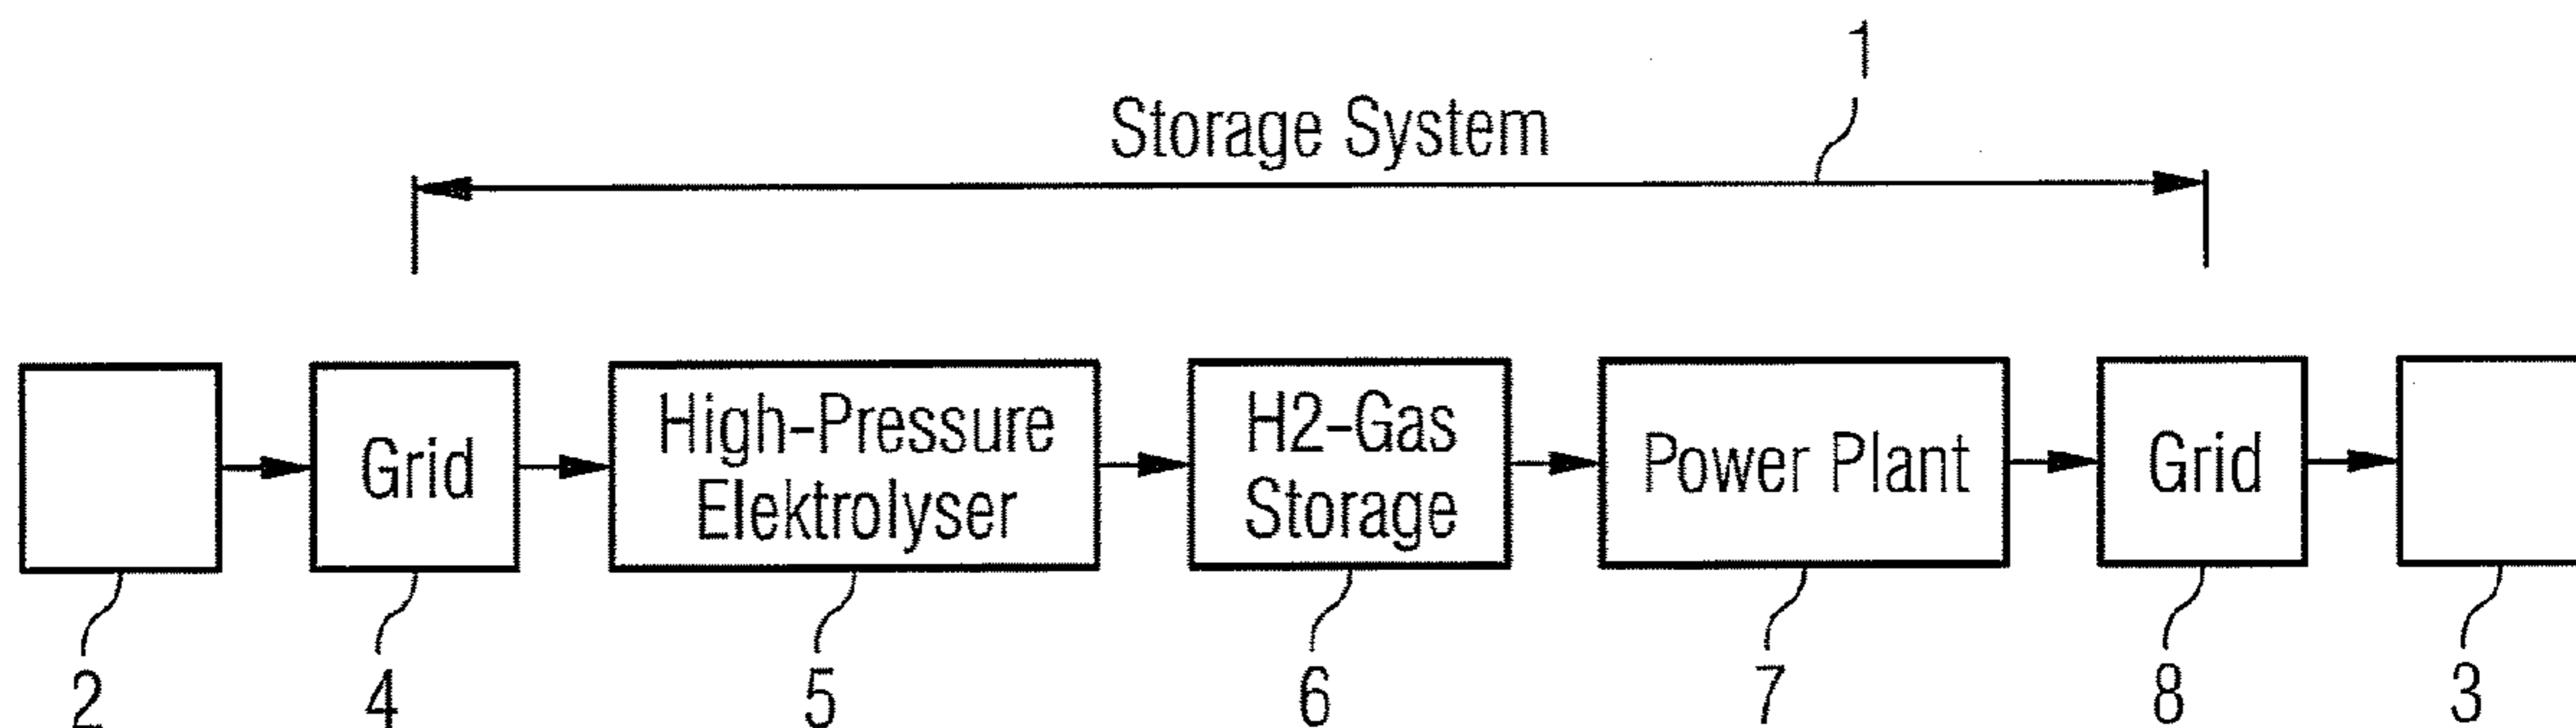 1
Storage System
Grid
High-Pressure
Elektrolyser
H2-Gas
Storage
Power Plant
Grid
2
4
5
6
7
8
3